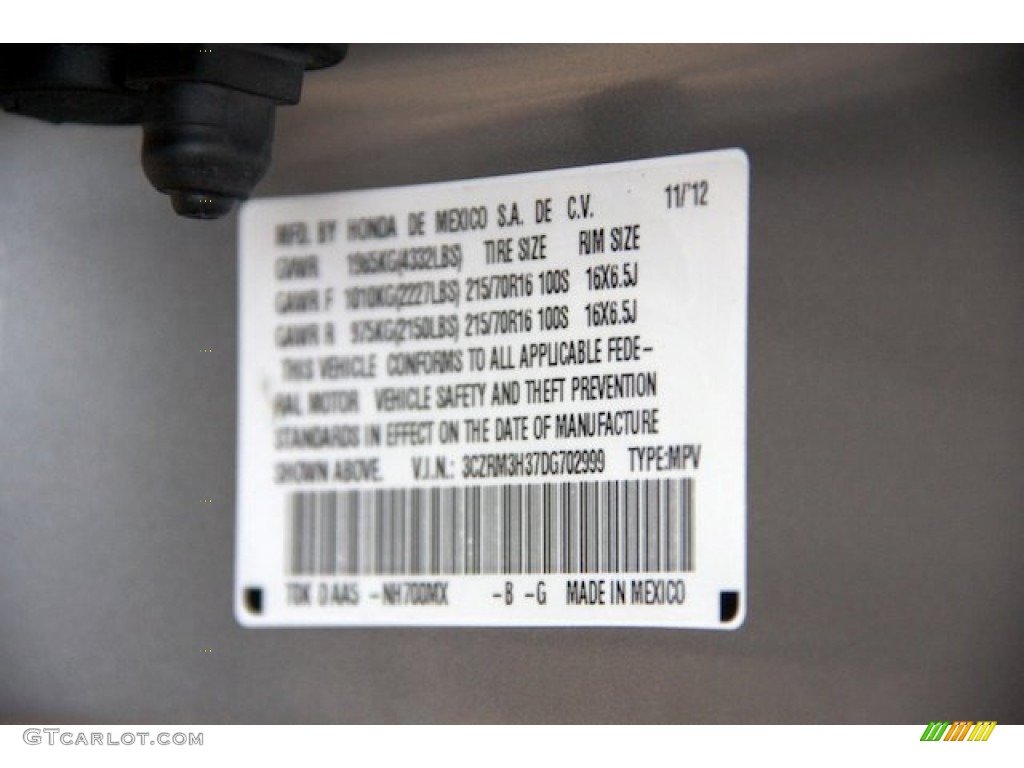 MFD. BY HONDA DE MEXICO S.A. DE C.V. 11/'12
GVWR 1965KG(4332LBS) TIRE SIZE RIM SIZE
GAWR F 1010KG(2227LBS) 215/70R16 100S 16X6.5J
GAWR R 975KG(2150LBS) 215/70R16 100S 16X6.5J
THIS VEHICLE CONFORMS TO ALL APPLICABLE FEDE-
RAL MOTOR VEHICLE SAFETY AND THEFT PREVENTION
STANDARDS IN EFFECT ON THE DATE OF MANUFACTURE
SHOWN ABOVE. V.I.N.: 3CZRM3H37DG702999 TYPE:MPV
TDK D AAS -NH700MX -B -G MADE IN MEXICO
GTCARLOT.COM